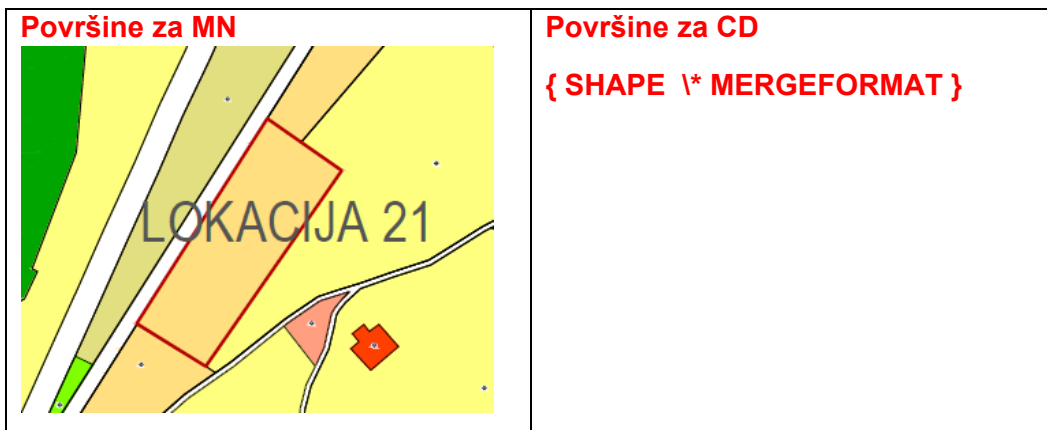 Površine za MN
LOKACIJA 21
Površine za CD
{ SHAPE \* MERGEFORMAT }